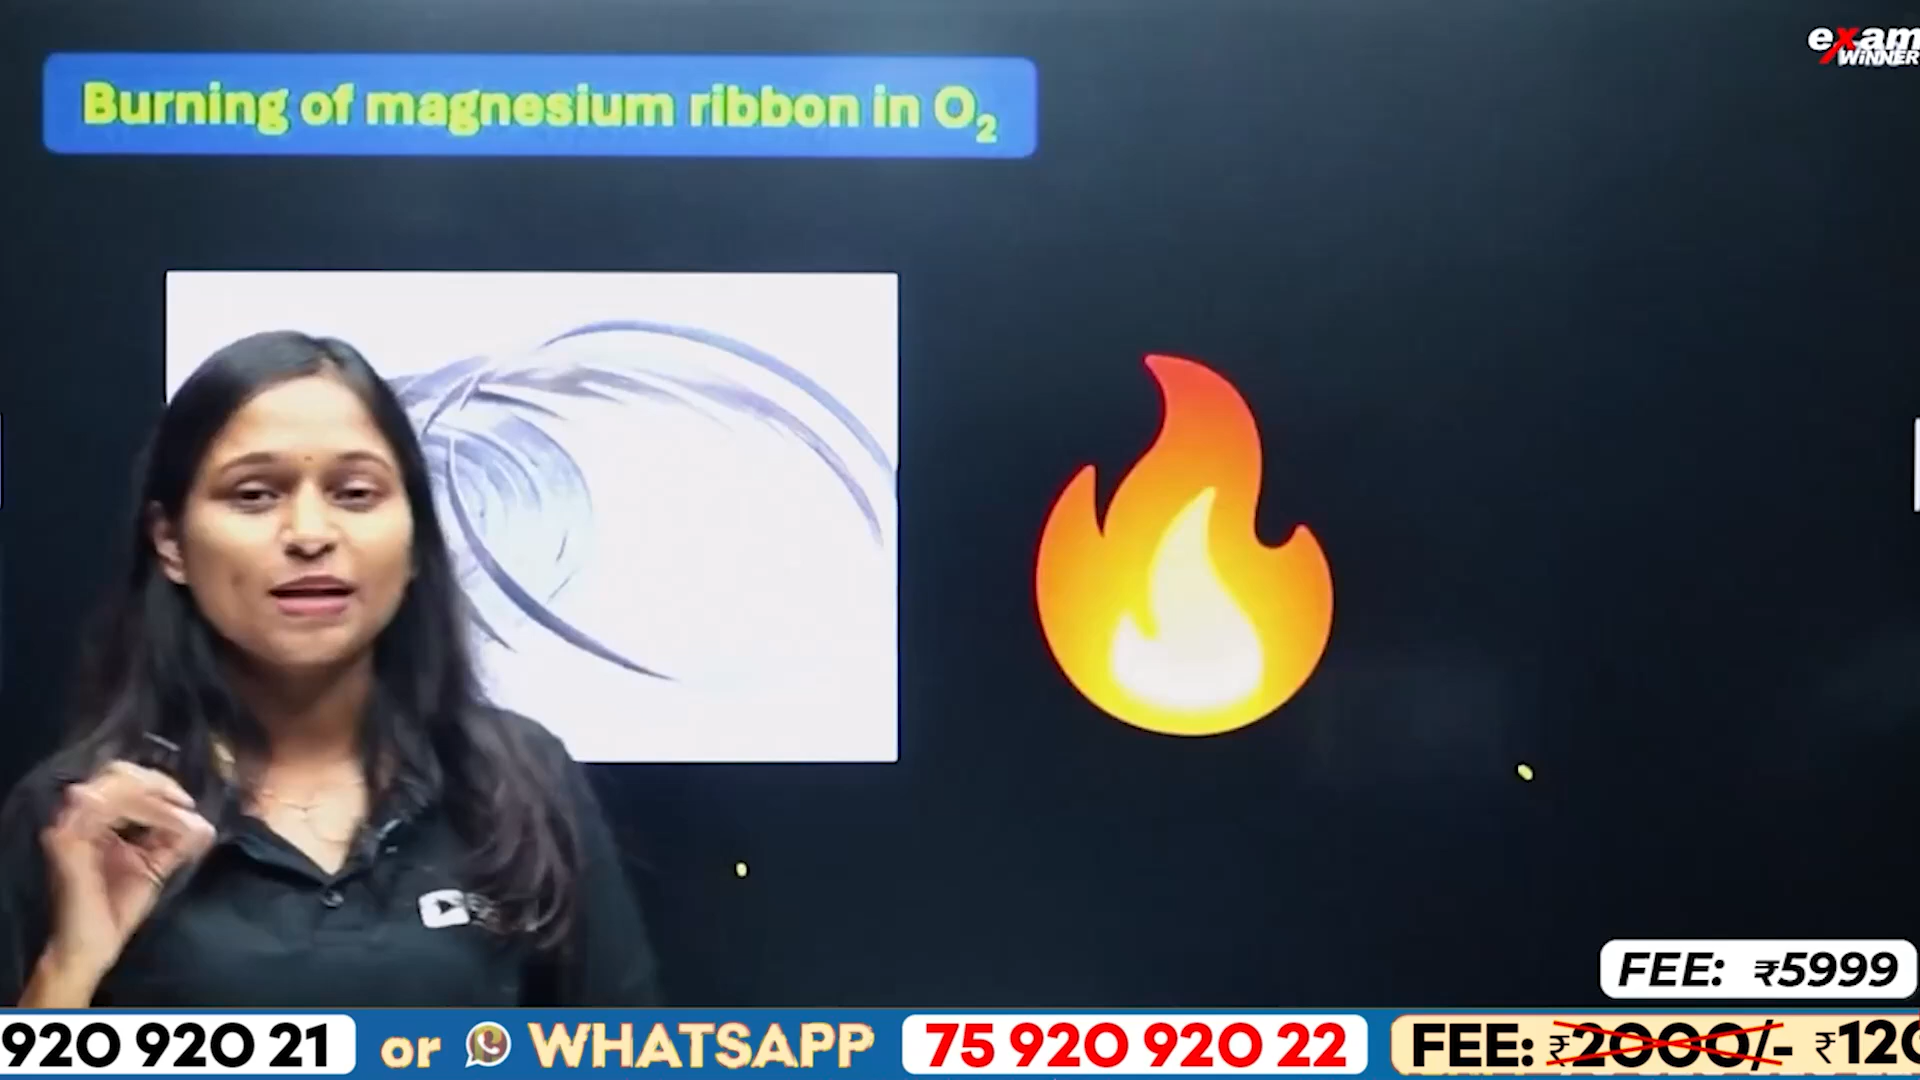 exam
WINNER
Burning of magnesium ribbon in O₂
FEE: ₹5999
920 920 21 or WHATSAPP 75 920 920 22 FEE: ₹2000/- ₹120